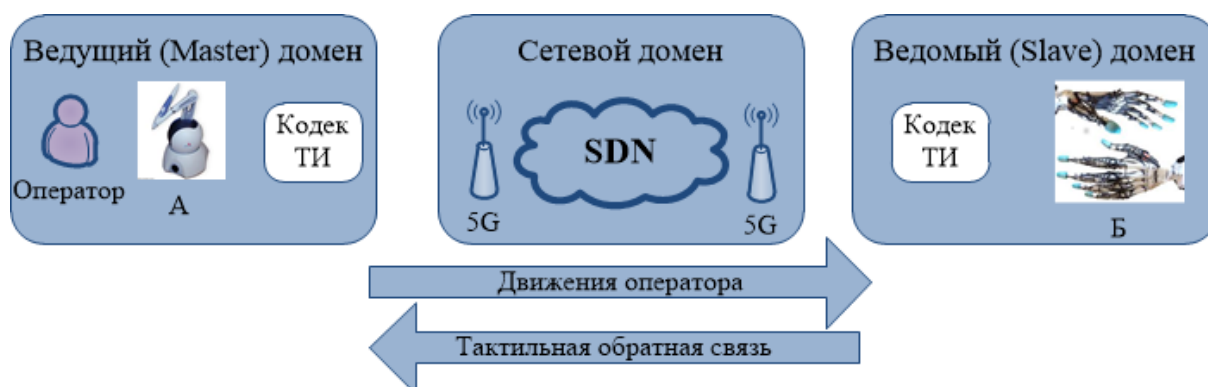 Ведущий (Master) домен
Оператор
А
Кодек
ТИ
Сетевой домен
SDN
5G
5G
Ведомый (Slave) домен
Кодек
ТИ
Б
Движения оператора
Тактильная обратная связь